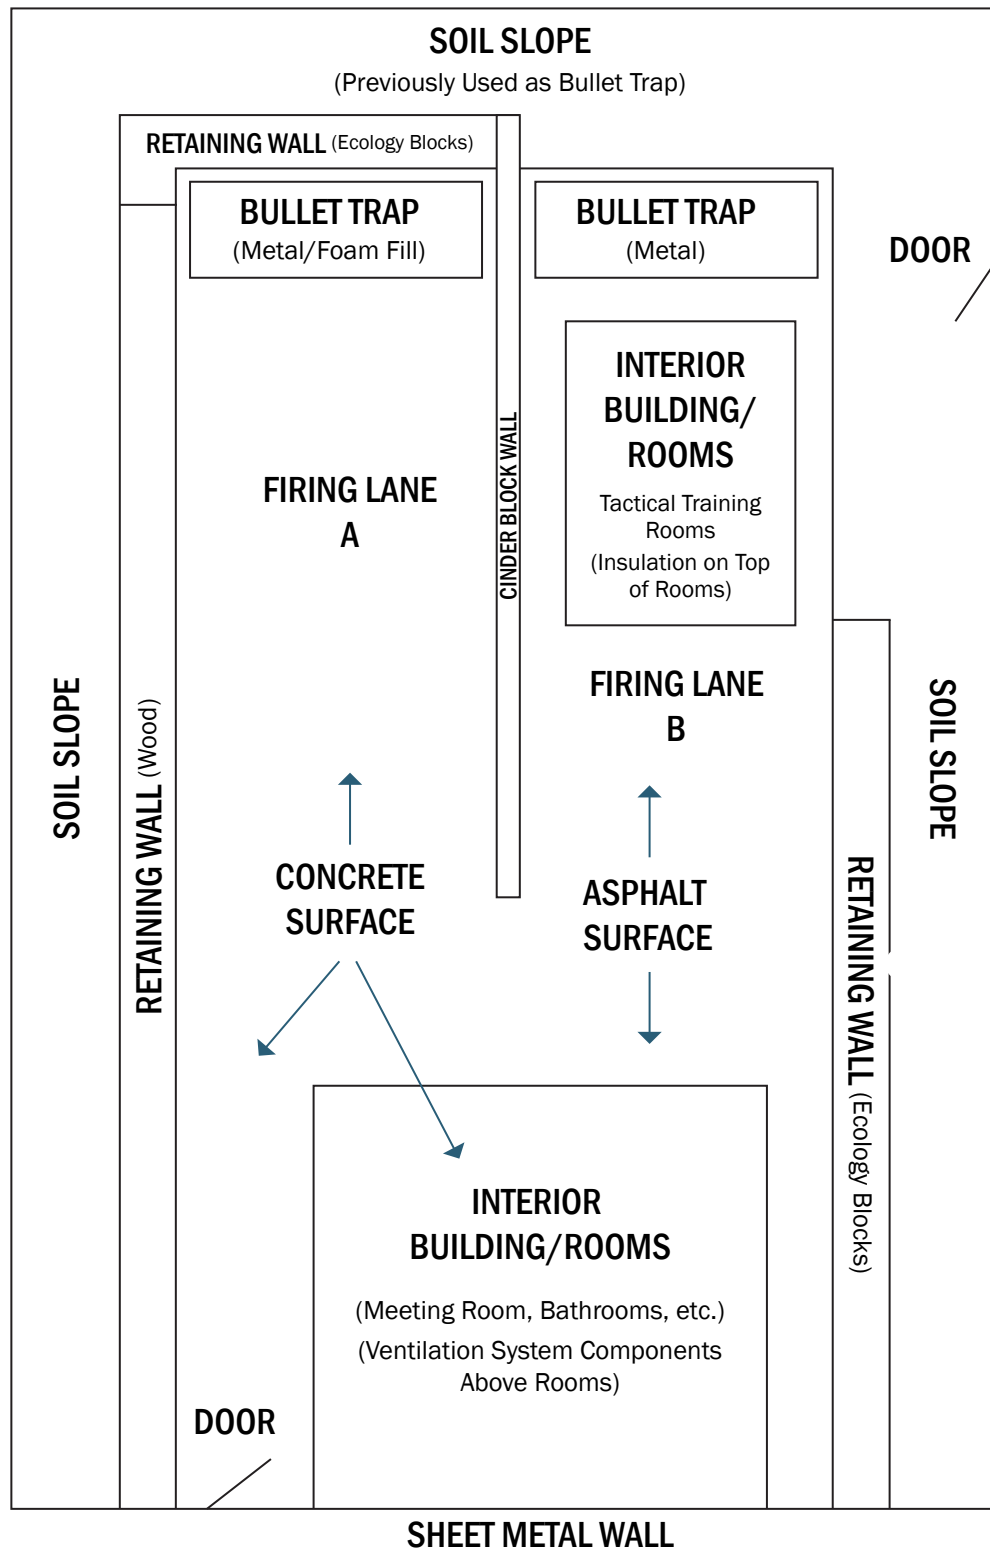 SOIL SLOPE
(Previously Used as Bullet Trap)
RETAINING WALL (Ecology Blocks)
BULLET TRAP
(Metal/Foam Fill)
BULLET TRAP
(Metal)
DOOR
INTERIOR
BUILDING/
ROOMS
Tactical Training
Rooms
(Insulation on Top
of Rooms)
FIRING LANE
A
CINDER BLOCK WALL
FIRING LANE
B
SOIL SLOPE
RETAINING WALL (Wood)
SOIL SLOPE
CONCRETE
SURFACE
ASPHALT
SURFACE
RETAINING WALL (Ecology Blocks)
INTERIOR
BUILDING/ROOMS
(Meeting Room, Bathrooms, etc.)
(Ventilation System Components
Above Rooms)
DOOR
SHEET METAL WALL